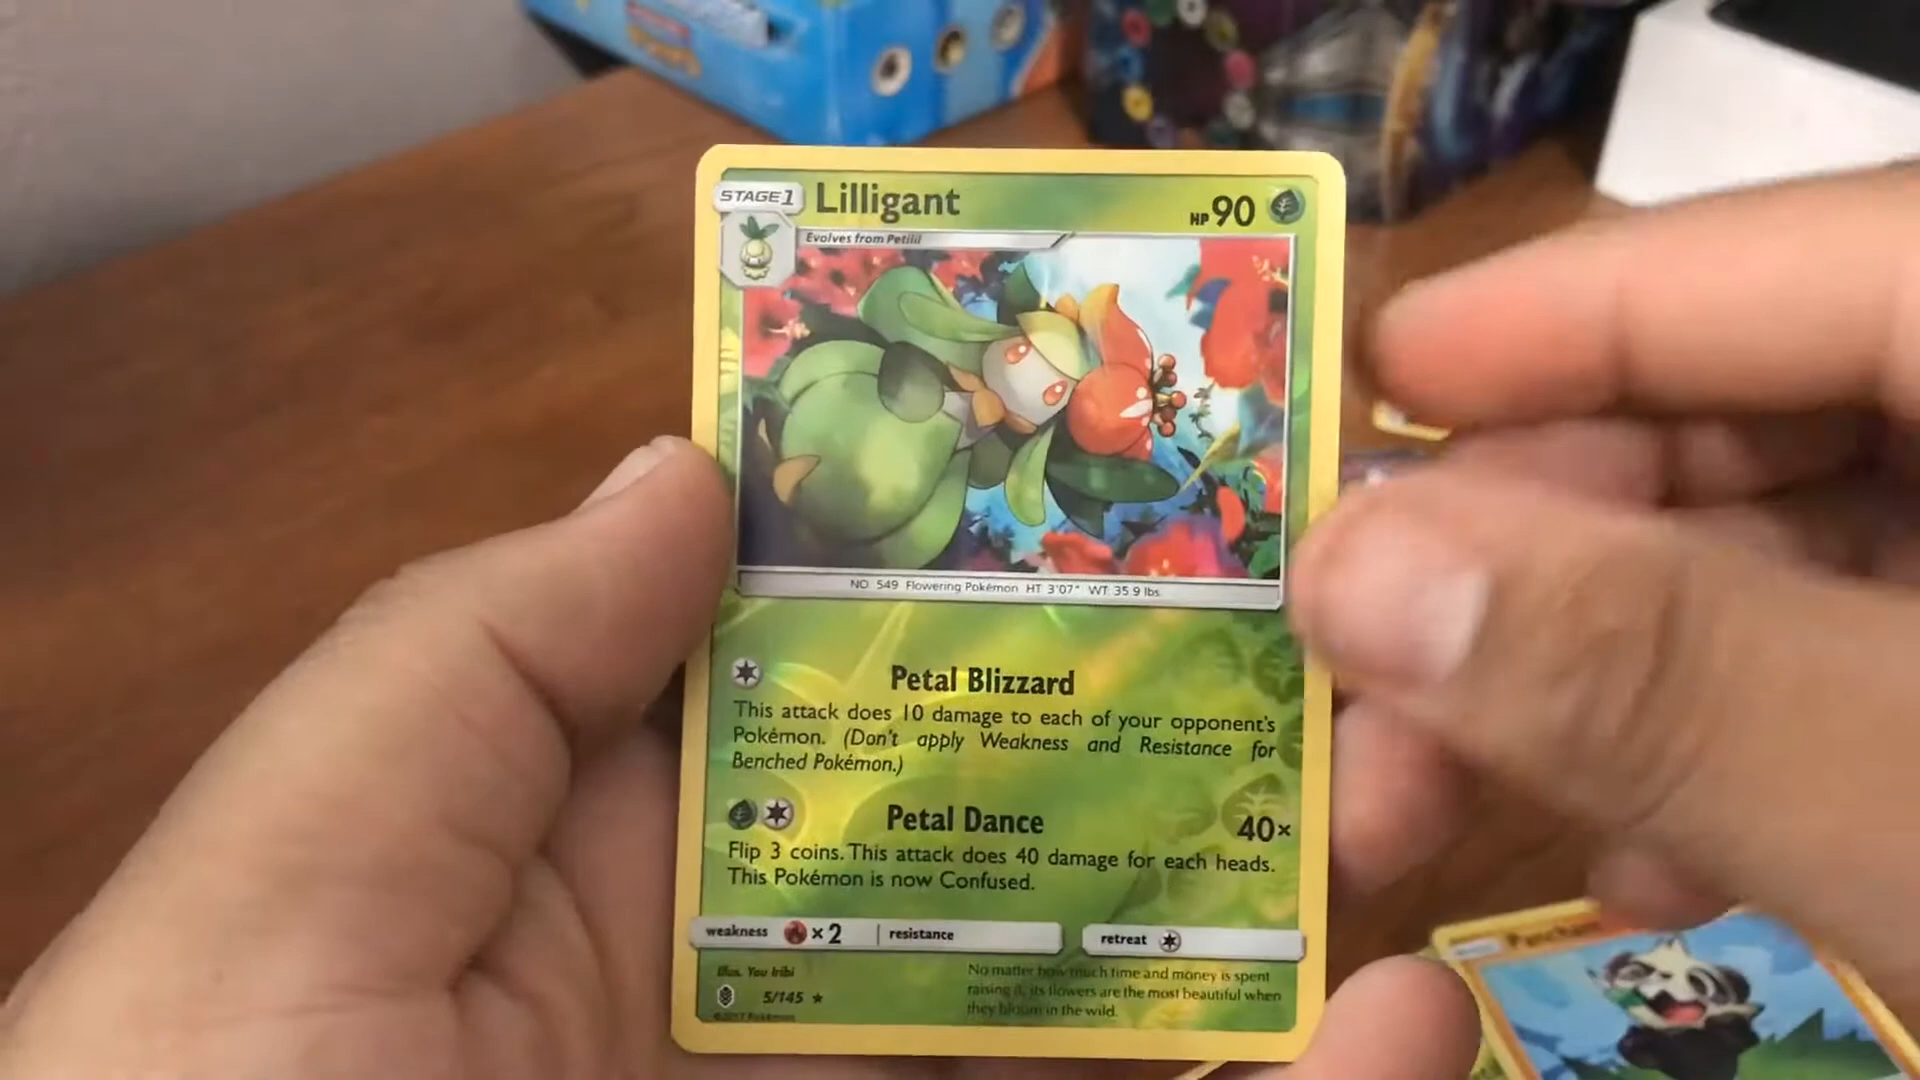 STAGE 1
Lilligant
HP 90
Evolves from Petilil
NO. 549 Flowering Pokémon HT 3'07" WT 35.9 lbs.
Petal Blizzard
This attack does 10 damage to each of your opponent's
Pokémon. (Don't apply Weakness and Resistance for
Benched Pokémon.)
Petal Dance
40×
Flip 3 coins. This attack does 40 damage for each heads.
This Pokémon is now Confused.
weakness ×2
resistance
retreat
Illus. You Iribi
5/145 ★
©2017 Pokémon
No matter how much time and money is spent
raising it, its flowers are the most beautiful when
they bloom in the wild.
Pancham